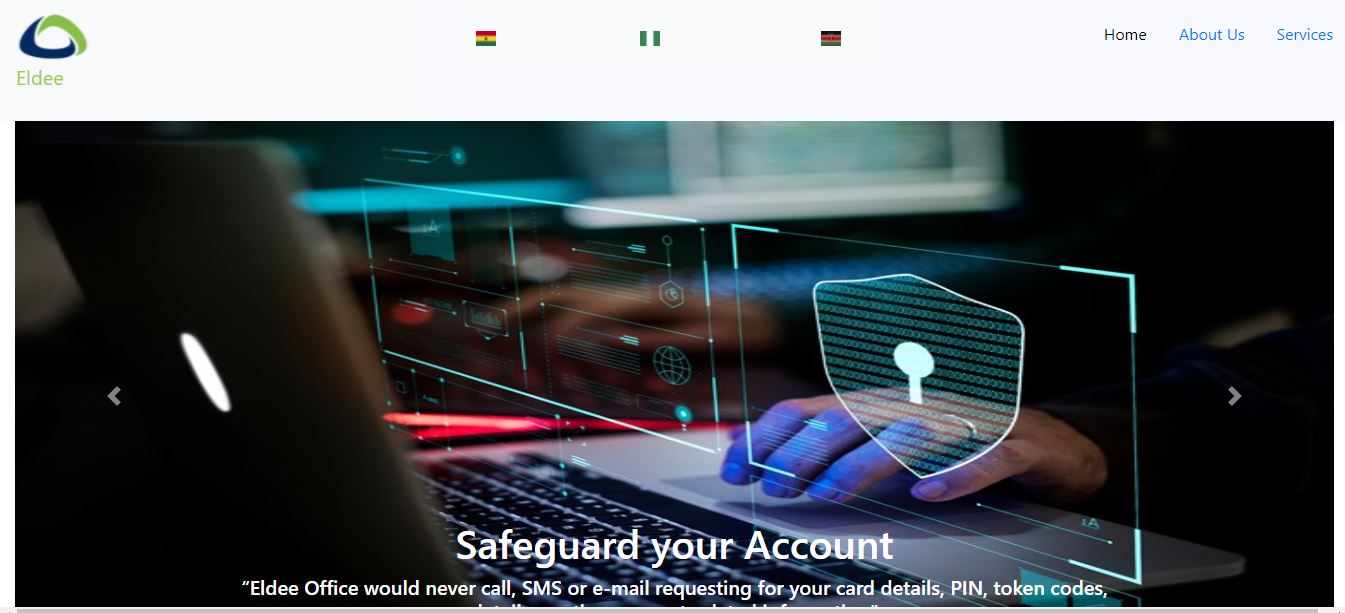 Eldee
Home
About Us
Services
Safeguard your Account
“Eldee Office would never call, SMS or e-mail requesting for your card details, PIN, token codes,